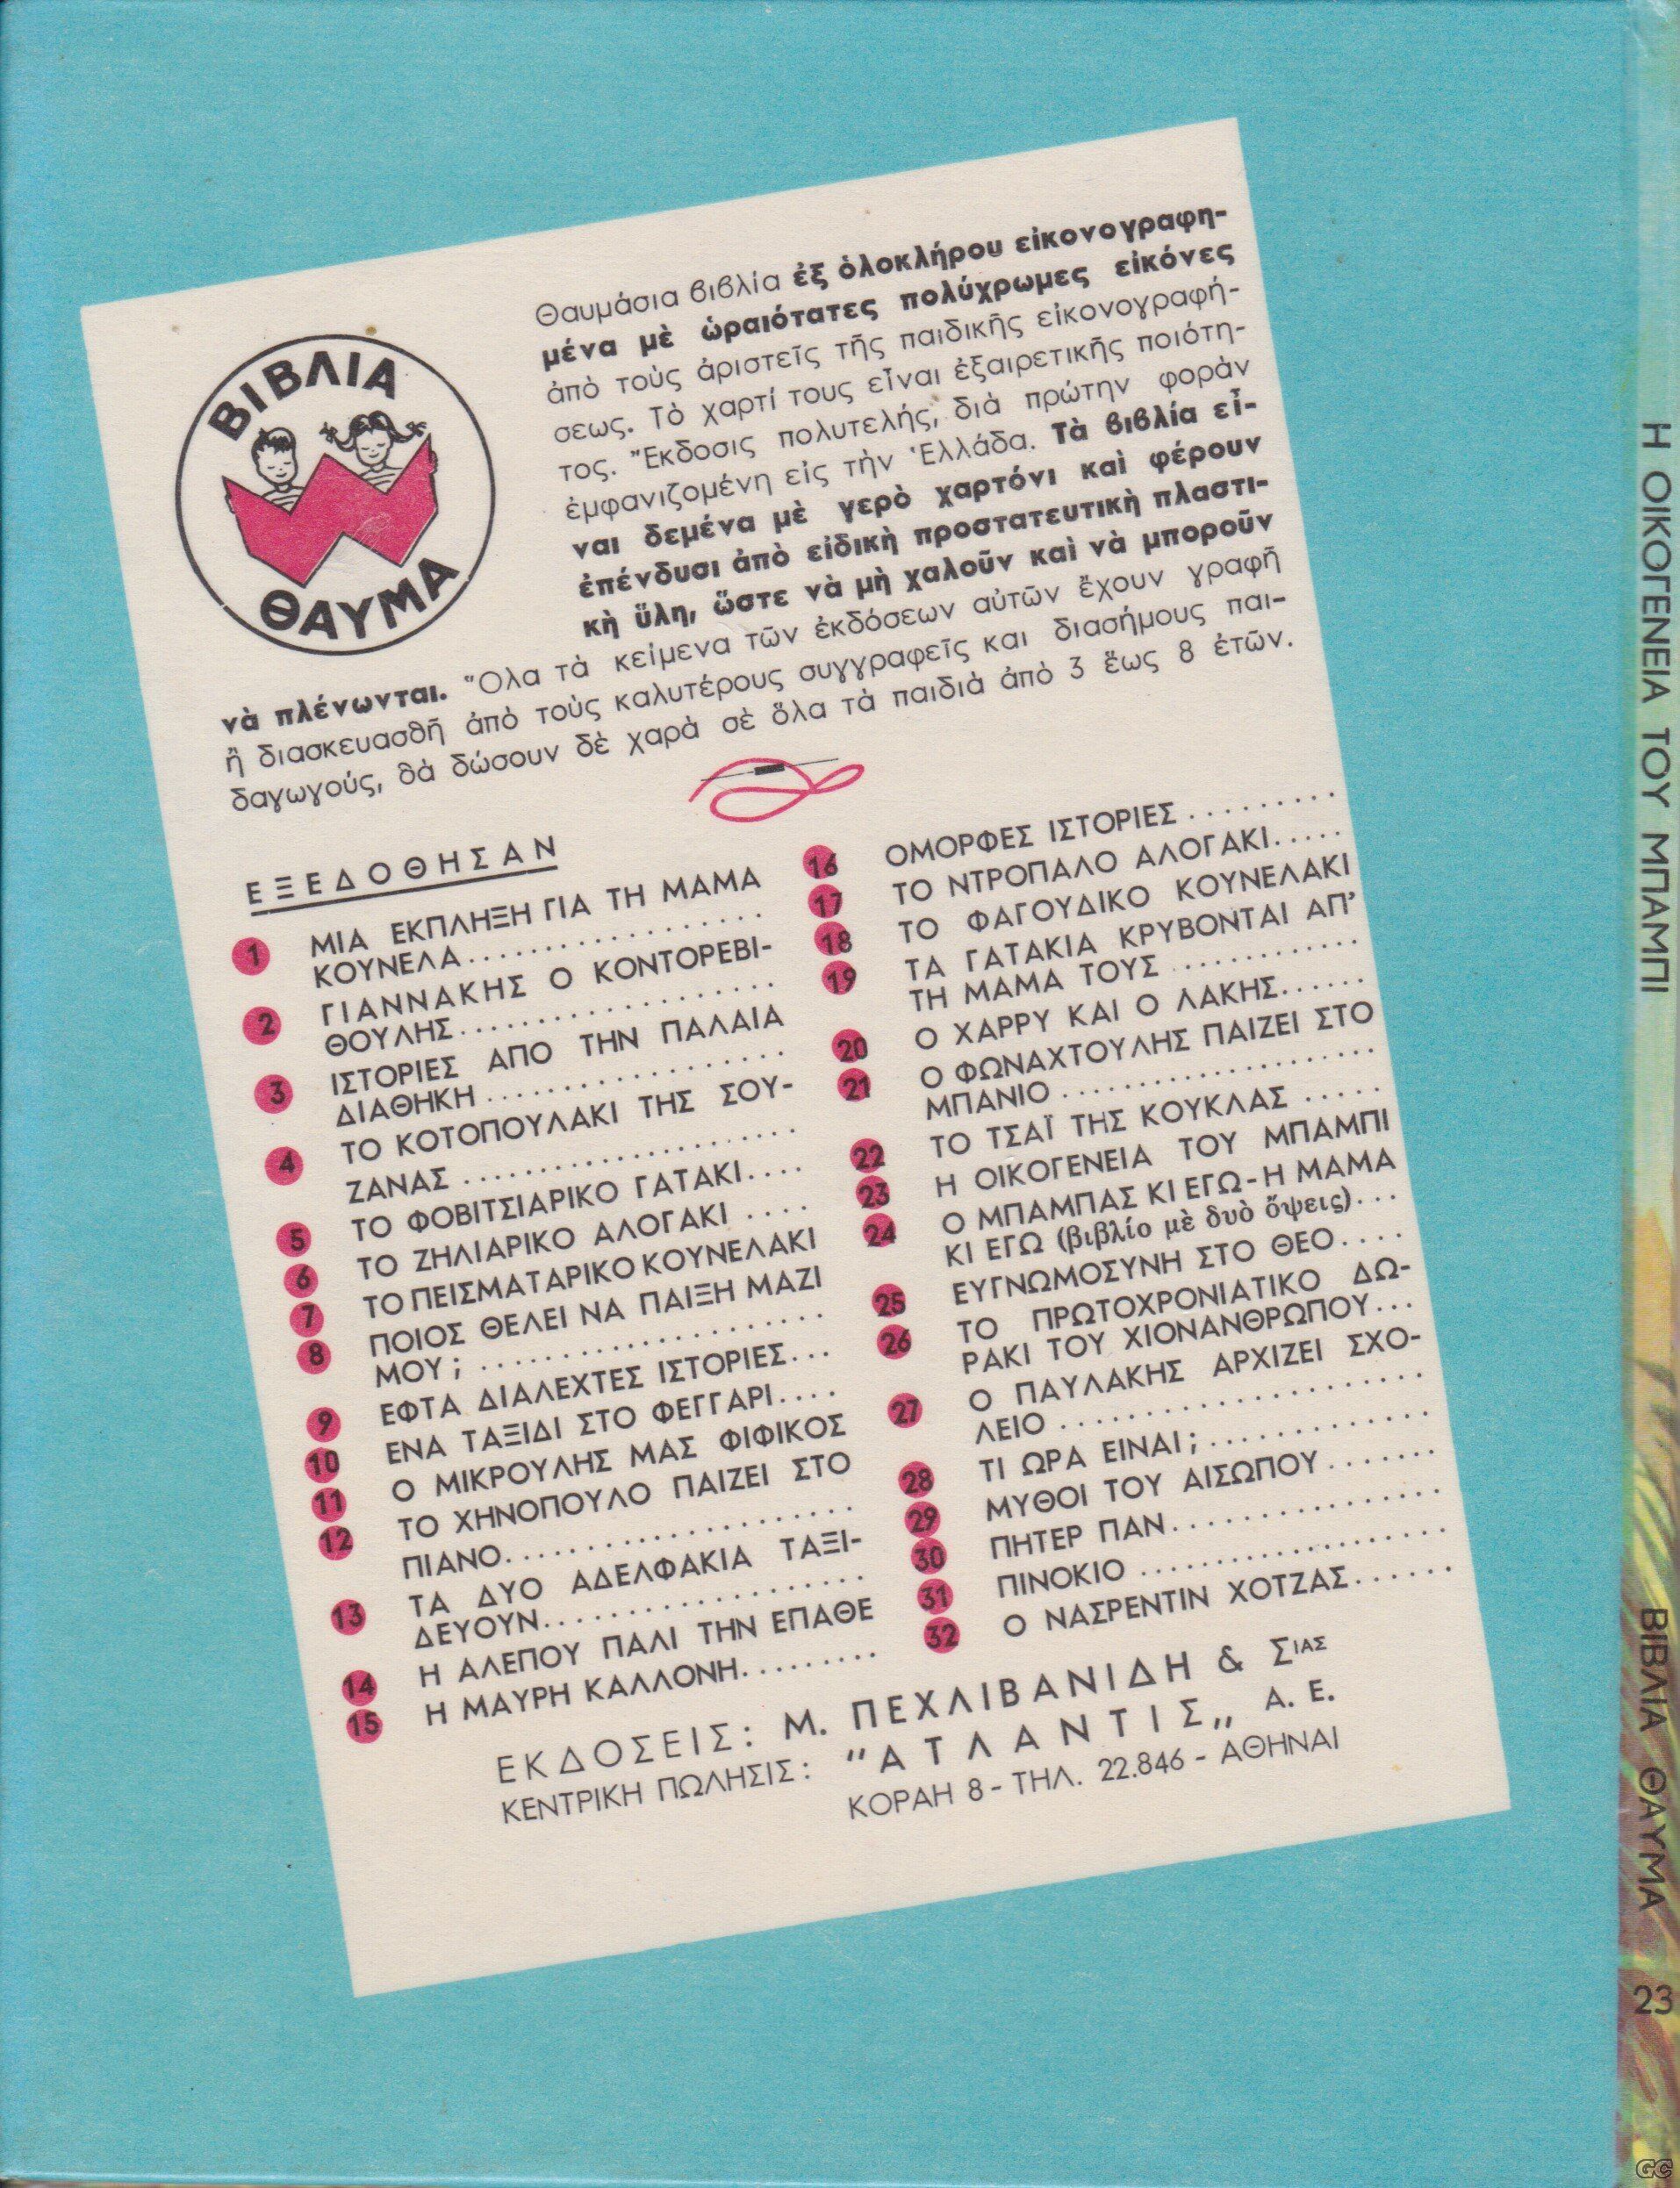 ΒΙΒΛΙΑ
ΘΑΥΜΑ
Θαυμάσια βιβλία ἐξ ὁλοκλήρου εἰκονογραφη-
μένα μὲ ὡραιότατες πολύχρωμες εἰκόνες
ἀπὸ τοὺς ἀριστεῖς τῆς παιδικῆς εἰκονογραφή-
σεως. Τὸ χαρτί τους εἶναι ἐξαιρετικῆς ποιότη-
τος. Ἔκδοσις πολυτελής, διὰ πρώτην φορὰν
ἐμφανιζομένη εἰς τὴν Ἑλλάδα. Τὰ βιβλία εἶ-
ναι δεμένα μὲ γερὸ χαρτόνι καὶ φέρουν
ἐπένδυσι ἀπὸ εἰδικὴ προστατευτικὴ πλαστι-
κὴ ὕλη, ὥστε νὰ μὴ χαλοῦν καὶ νὰ μποροῦν
νὰ πλένωνται. Ὅλα τὰ κείμενα τῶν ἐκδόσεων αὐτῶν ἔχουν γραφῆ
ἢ διασκευασθῆ ἀπὸ τοὺς καλυτέρους συγγραφεῖς και διασήμους παι-
δαγωγούς, θὰ δώσουν δὲ χαρὰ σὲ ὅλα τὰ παιδιὰ ἀπὸ 3 ἕως 8 ἐτῶν.
ΕΞΕΔΟΘΗΣΑΝ
1 ΜΙΑ ΕΚΠΛΗΞΗ ΓΙΑ ΤΗ ΜΑΜΑ
ΚΟΥΝΕΛΑ................
2 ΓΙΑΝΝΑΚΗΣ Ο ΚΟΝΤΟΡΕΒΙ-
ΘΟΥΛΗΣ.................
3 ΙΣΤΟΡΙΕΣ ΑΠΟ ΤΗΝ ΠΑΛΑΙΑ
ΔΙΑΘΗΚΗ ................
4 ΤΟ ΚΟΤΟΠΟΥΛΑΚΙ ΤΗΣ ΣΟΥ-
ΖΑΝΑΣ ..................
5 ΤΟ ΦΟΒΙΤΣΙΑΡΙΚΟ ΓΑΤΑΚΙ....
6 ΤΟ ΖΗΛΙΑΡΙΚΟ ΑΛΟΓΑΚΙ ....
7 ΤΟ ΠΕΙΣΜΑΤΑΡΙΚΟ ΚΟΥΝΕΛΑΚΙ
8 ΠΟΙΟΣ ΘΕΛΕΙ ΝΑ ΠΑΙΞΗ ΜΑΖΙ
ΜΟΥ; ..................
9 ΕΦΤΑ ΔΙΑΛΕΧΤΕΣ ΙΣΤΟΡΙΕΣ...
10 ΕΝΑ ΤΑΞΙΔΙ ΣΤΟ ΦΕΓΓΑΡΙ....
11 Ο ΜΙΚΡΟΥΛΗΣ ΜΑΣ ΦΙΦΙΚΟΣ
12 ΤΟ ΧΗΝΟΠΟΥΛΟ ΠΑΙΖΕΙ ΣΤΟ
ΠΙΑΝΟ..................
13 ΤΑ ΔΥΟ ΑΔΕΛΦΑΚΙΑ ΤΑΞΙ-
ΔΕΥΟΥΝ.................
14 Η ΑΛΕΠΟΥ ΠΑΛΙ ΤΗΝ ΕΠΑΘΕ
15 Η ΜΑΥΡΗ ΚΑΛΛΟΝΗ.........
16 ΟΜΟΡΦΕΣ ΙΣΤΟΡΙΕΣ .........
17 ΤΟ ΝΤΡΟΠΑΛΟ ΑΛΟΓΑΚΙ.....
18 ΤΟ ΦΑΓΟΥΔΙΚΟ ΚΟΥΝΕΛΑΚΙ
19 ΤΑ ΓΑΤΑΚΙΑ ΚΡΥΒΟΝΤΑΙ ΑΠ'
ΤΗ ΜΑΜΑ ΤΟΥΣ ...........
20 Ο ΧΑΡΡΥ ΚΑΙ Ο ΛΑΚΗΣ......
21 Ο ΦΩΝΑΧΤΟΥΛΗΣ ΠΑΙΖΕΙ ΣΤΟ
ΜΠΑΝΙΟ ..................
22 ΤΟ ΤΣΑΪ ΤΗΣ ΚΟΥΚΛΑΣ .....
23 Η ΟΙΚΟΓΕΝΕΙΑ ΤΟΥ ΜΠΑΜΠΙ
24 Ο ΜΠΑΜΠΑΣ ΚΙ ΕΓΩ-Η ΜΑΜΑ
ΚΙ ΕΓΩ (βιβλίο μὲ δυὸ ὄψεις)...
25 ΕΥΓΝΩΜΟΣΥΝΗ ΣΤΟ ΘΕΟ....
26 ΤΟ ΠΡΩΤΟΧΡΟΝΙΑΤΙΚΟ ΔΩ-
ΡΑΚΙ ΤΟΥ ΧΙΟΝΑΝΘΡΩΠΟΥ...
27 Ο ΠΑΥΛΑΚΗΣ ΑΡΧΙΖΕΙ ΣΧΟ-
ΛΕΙΟ ....................
28 ΤΙ ΩΡΑ ΕΙΝΑΙ;.............
29 ΜΥΘΟΙ ΤΟΥ ΑΙΣΩΠΟΥ.......
30 ΠΗΤΕΡ ΠΑΝ................
31 ΠΙΝΟΚΙΟ ..................
32 Ο ΝΑΣΡΕΝΤΙΝ ΧΟΤΖΑΣ......
ΕΚΔΟΣΕΙΣ: Μ. ΠΕΧΛΙΒΑΝΙΔΗ & ΣΙΑΣ
ΚΕΝΤΡΙΚΗ ΠΩΛΗΣΙΣ: "ΑΤΛΑΝΤΙΣ„ Α. Ε.
ΚΟΡΑΗ 8 - ΤΗΛ. 22.846 - ΑΘΗΝΑΙ
Η ΟΙΚΟΓΕΝΕΙΑ ΤΟΥ ΜΠΑΜΠΙ
ΒΙΒΛΙΑ ΘΑΥΜΑ
23
GC